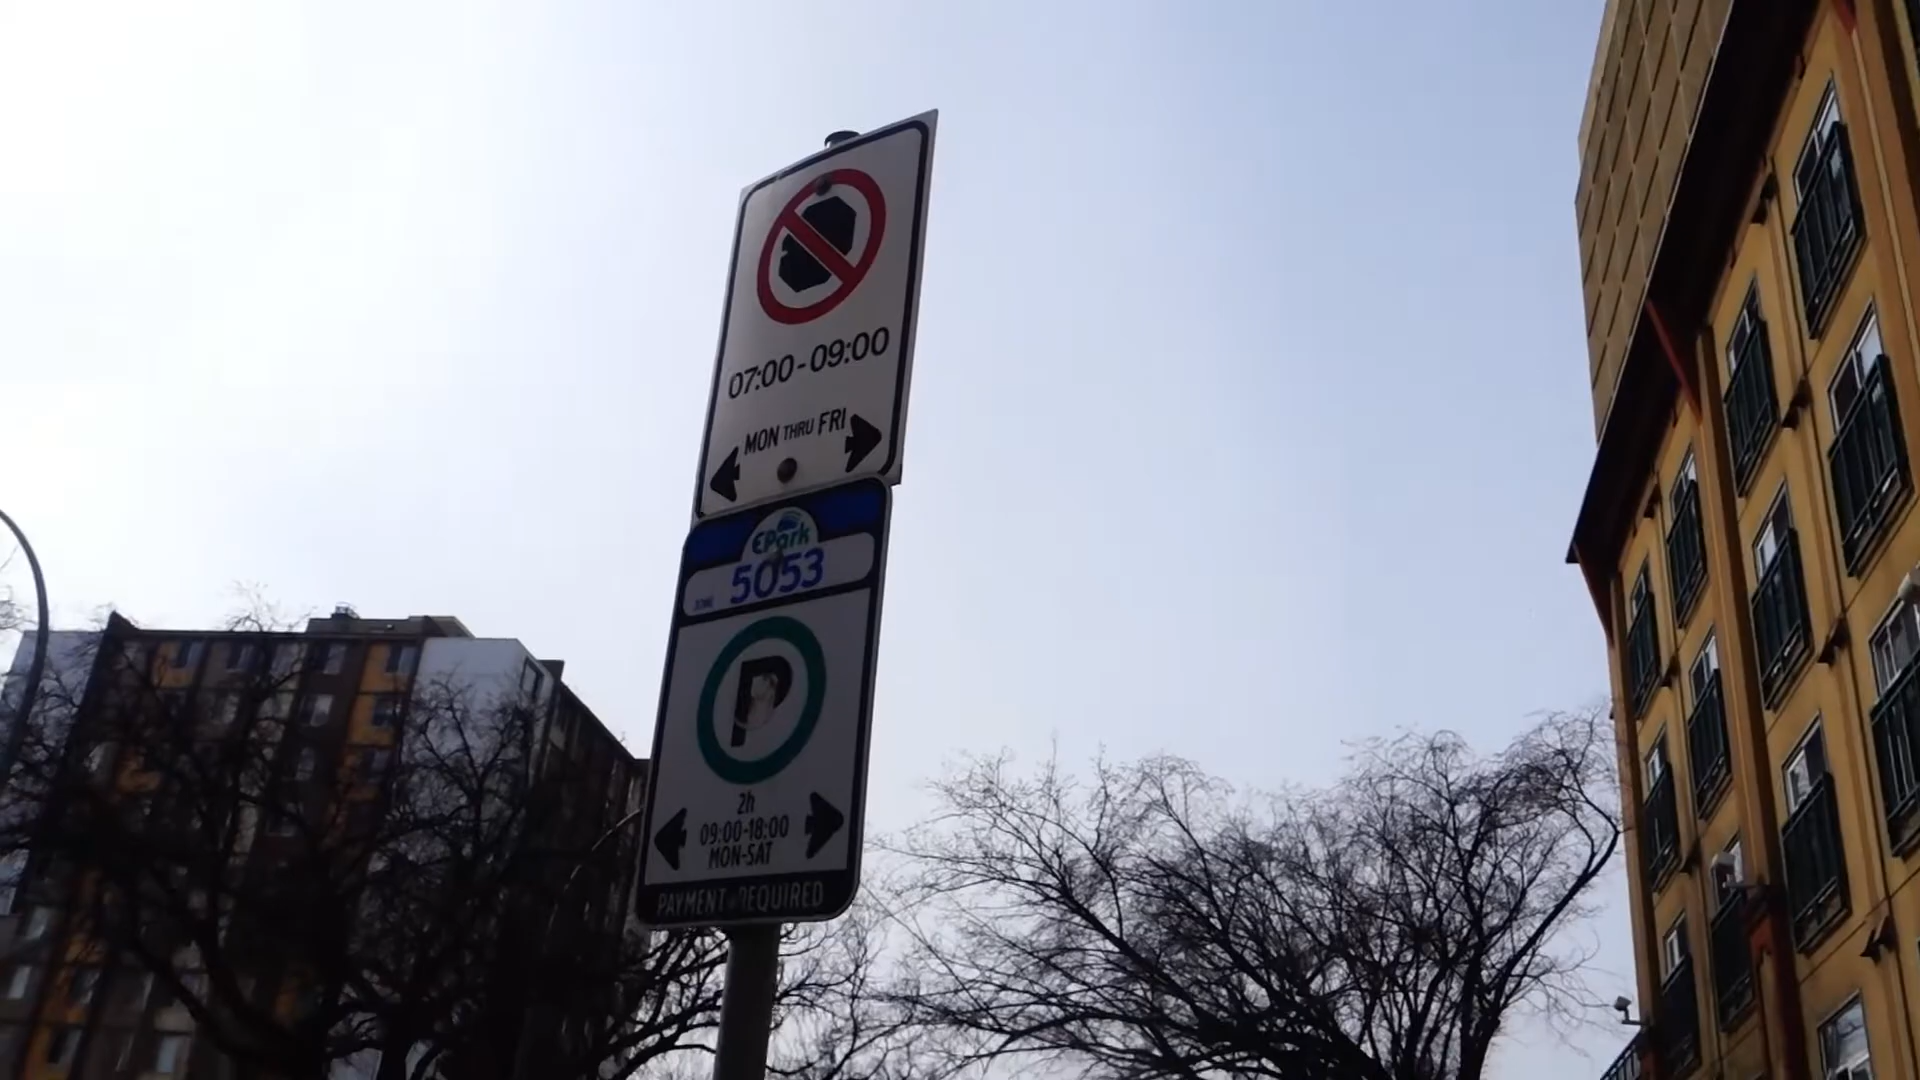 07:00-09:00
MON THRU FRI
EPark
ZONE 5053
P
2h
09:00-18:00
MON-SAT
PAYMENT REQUIRED